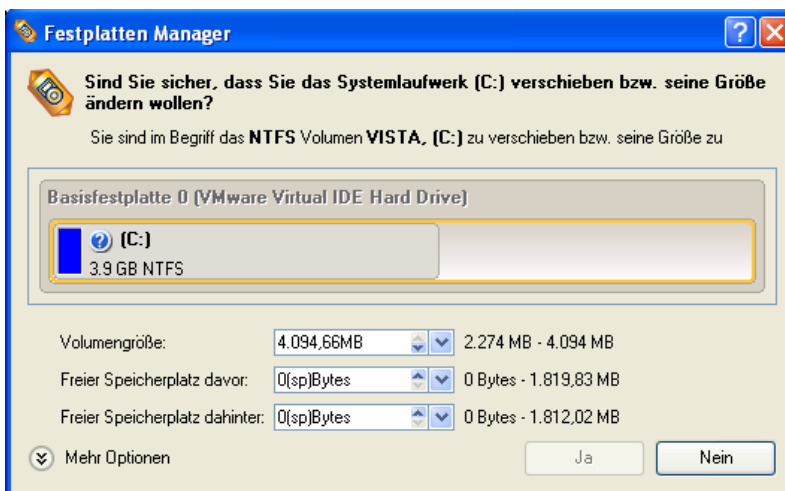 Festplatten Manager
Sind Sie sicher, dass Sie das Systemlaufwerk (C:) verschieben bzw. seine Größe
ändern wollen?
Sie sind im Begriff das NTFS Volumen VISTA, (C:) zu verschieben bzw. seine Größe zu
Basisfestplatte 0 (VMware Virtual IDE Hard Drive)
(C:)
3.9 GB NTFS
Volumengröße: 4.094,66MB 2.274 MB - 4.094 MB
Freier Speicherplatz davor: 0(sp)Bytes 0 Bytes - 1.819,83 MB
Freier Speicherplatz dahinter: 0(sp)Bytes 0 Bytes - 1.812,02 MB
Mehr Optionen Ja Nein